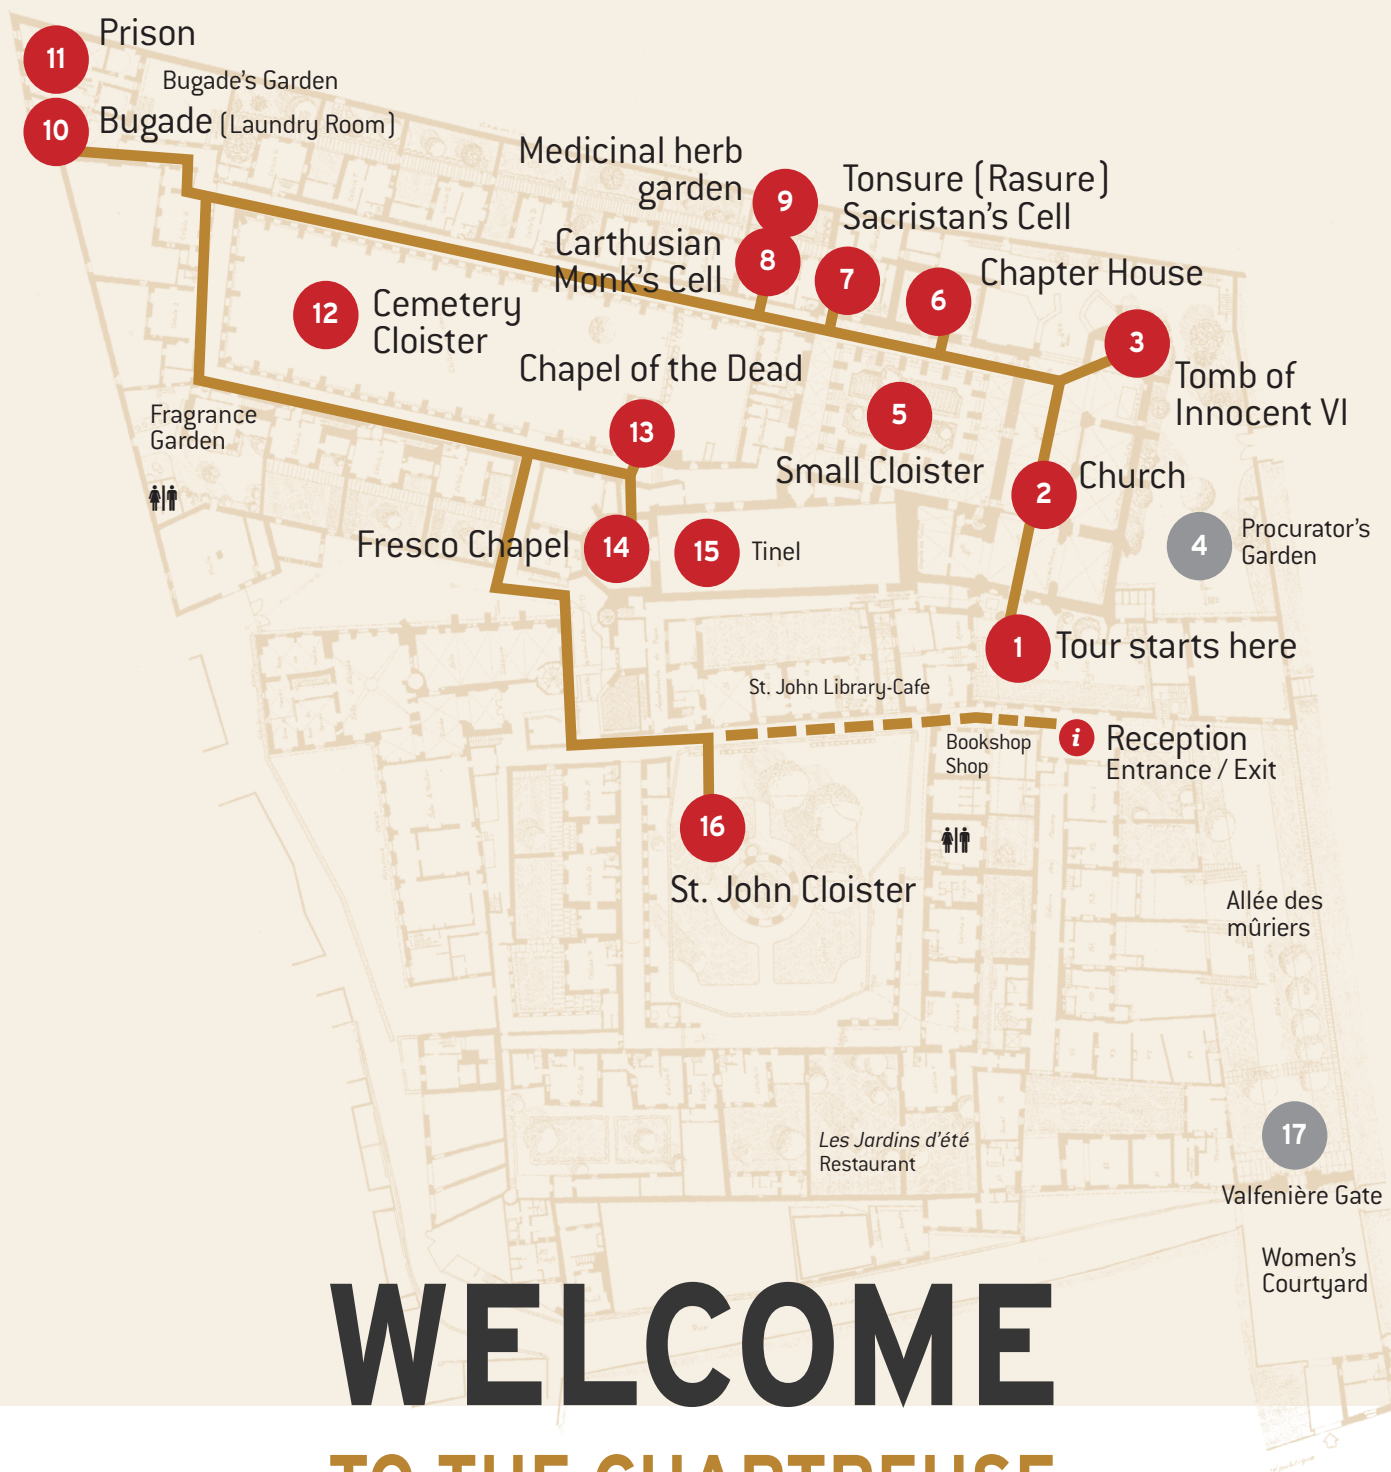 11
Prison
Bugade's Garden
10
Bugade (Laundry Room)
Medicinal herb
garden
9
Tonsure (Rasure)
Sacristan's Cell
Carthusian
Monk's Cell
8
7
6
Chapter House
12
Cemetery
Cloister
3
Tomb of
Innocent VI
Chapel of the Dead
13
5
Small Cloister
Fragrance
Garden
2
Church
4
Procurator's
Garden
Fresco Chapel
14
15
Tinel
1
Tour starts here
St. John Library-Cafe
Bookshop
Shop
i
Reception
Entrance / Exit
16
St. John Cloister
Allée des
mûriers
Les Jardins d'été
Restaurant
17
Valfenière Gate
Women's
Courtyard
WELCOME
TO THE CHARTREUSE